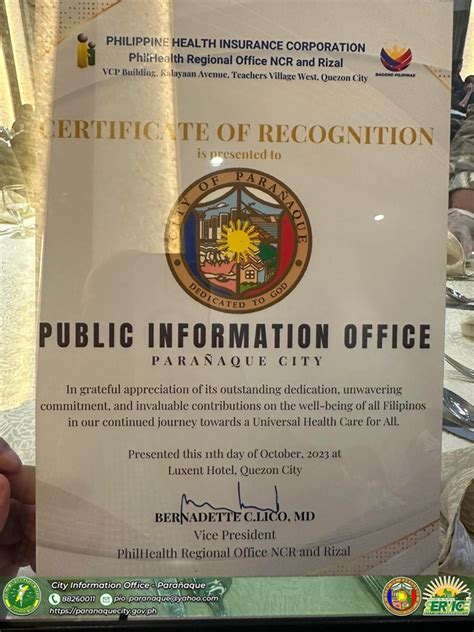 PHILIPPINE HEALTH INSURANCE CORPORATION
PhilHealth Regional Office NCR and Rizal
VCP Building, Kalayaan Avenue, Teachers Village West, Quezon City
BAGONG PILIPINAS
CERTIFICATE OF RECOGNITION
is presented to
CITY OF PARAÑAQUE
DEDICATED TO GOD
PUBLIC INFORMATION OFFICE
PARAÑAQUE CITY
In grateful appreciation of its outstanding dedication, unwavering
commitment, and invaluable contributions on the well-being of all Filipinos
in our continued journey towards a Universal Health Care for All.
Presented this 11th day of October, 2023 at
Luxent Hotel, Quezon City
BERNADETTE C.LICO, MD
Vice President
PhilHealth Regional Office NCR and Rizal
City Information Office - Parañaque
88260011 pio_paranaque@yahoo.com
https://paranaquecity.gov.ph